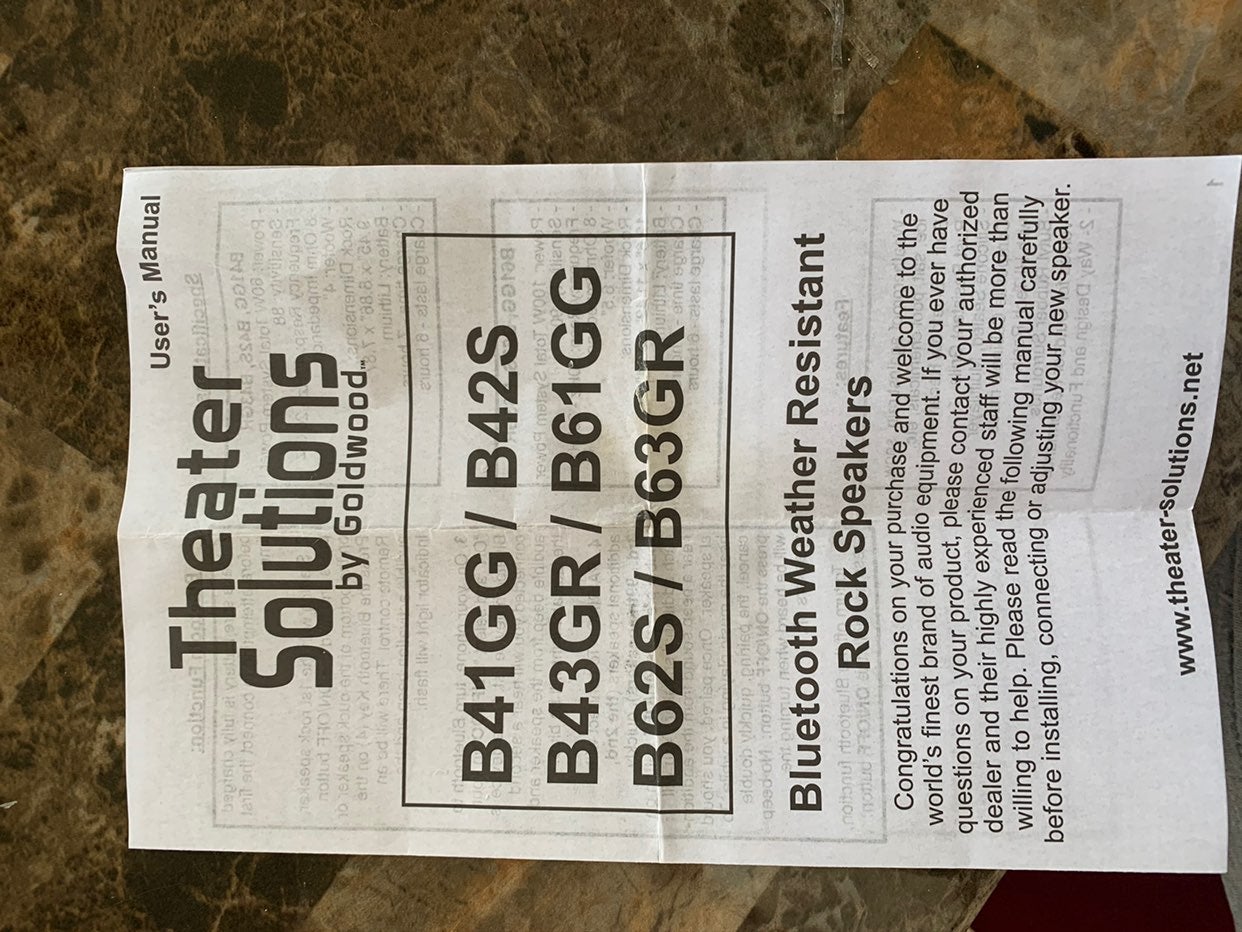 User's Manual
Theater
Solutions
by Goldwood™
B41GG / B42S
B43GR / B61GG
B62S / B63GR
Bluetooth Weather Resistant
Rock Speakers
Congratulations on your purchase and welcome to the
world's finest brand of audio equipment. If you ever have
questions on your product, please contact your authorized
dealer and their highly experienced staff will be more than
willing to help. Please read the following manual carefully
before installing, connecting or adjusting your new speaker.
www.theater-solutions.net
1